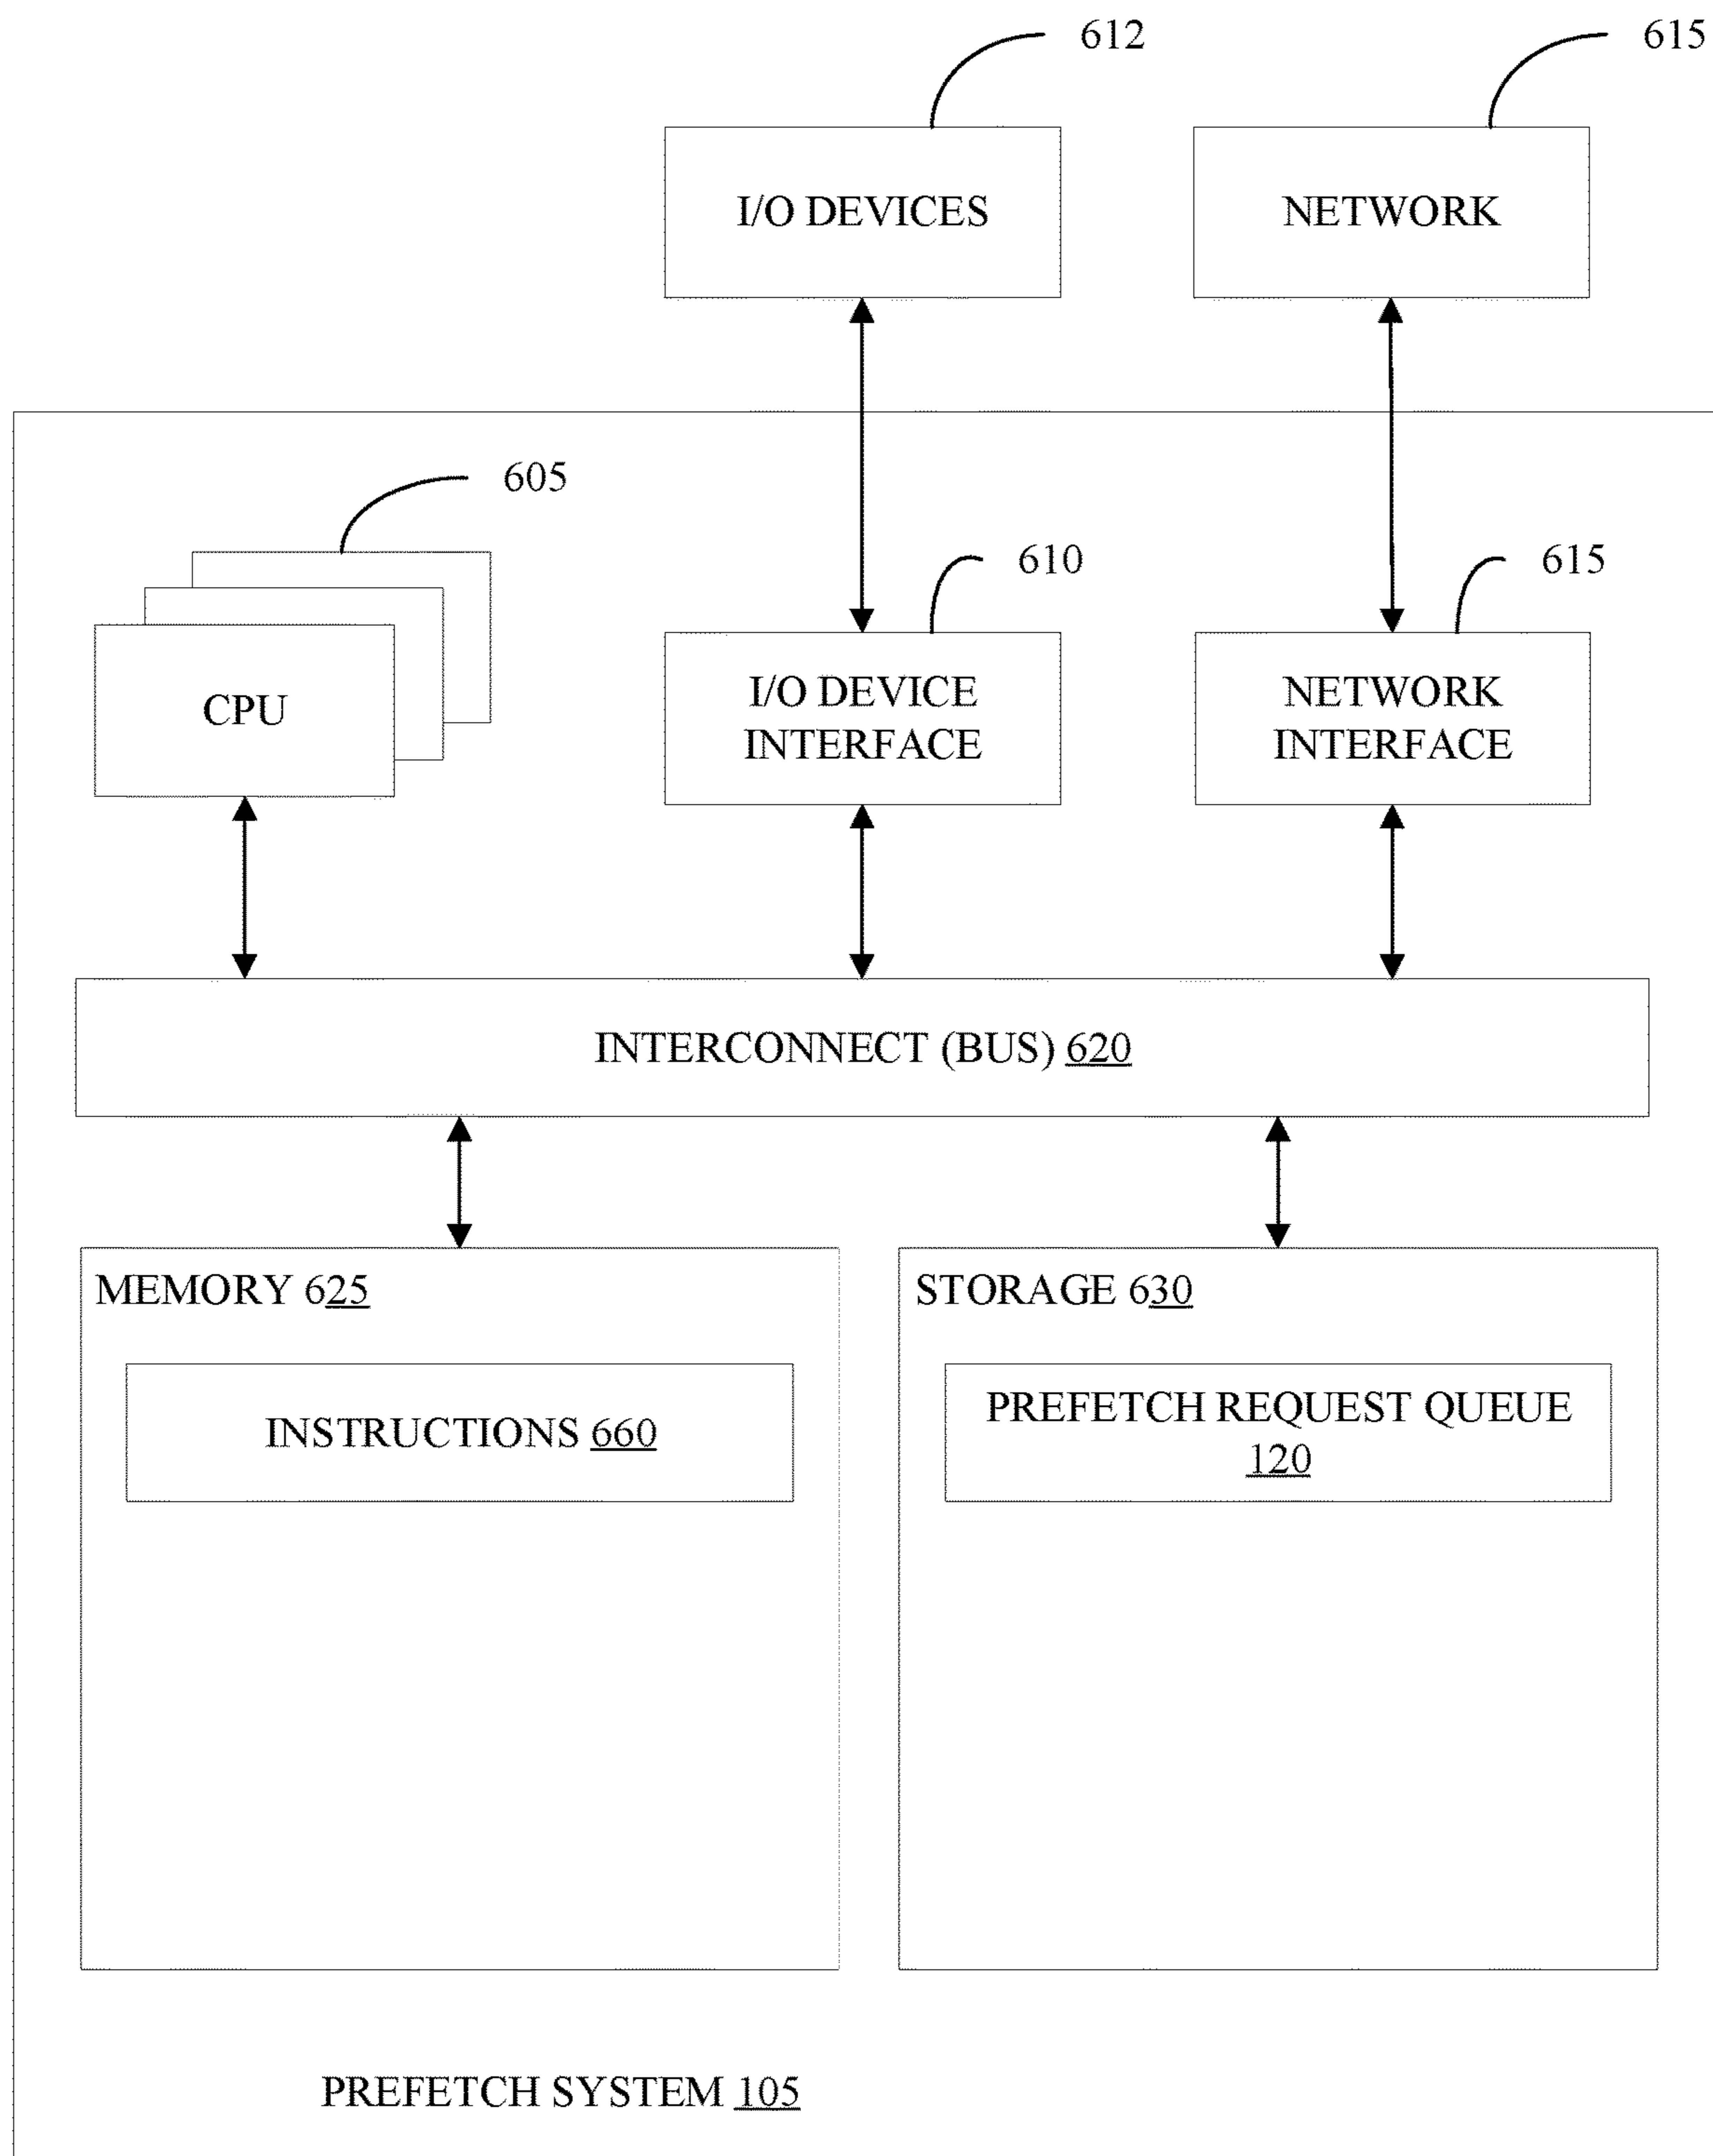 612
615
I/O DEVICES
NETWORK
605
610
615
CPU
I/O DEVICE
INTERFACE
NETWORK
INTERFACE
INTERCONNECT (BUS) 620
MEMORY 625
STORAGE 630
INSTRUCTIONS 660
PREFETCH REQUEST QUEUE
120
PREFETCH SYSTEM 105